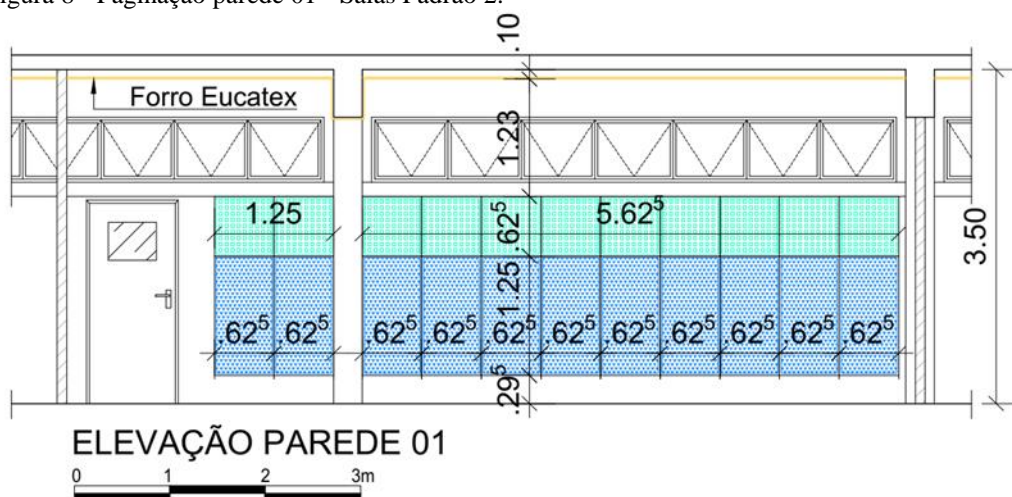 igura 8 - Paginação parede 01 - Salas Padrão 2.
.10
Forro Eucatex
1.23
1.25
.62⁵
5.62⁵
3.50
1.25
.62⁵ .62⁵ .62⁵ .62⁵ .62⁵ .62⁵ .62⁵ .62⁵ .62⁵ .62⁵ .62⁵
.29⁵
ELEVAÇÃO PAREDE 01
0 1 2 3m